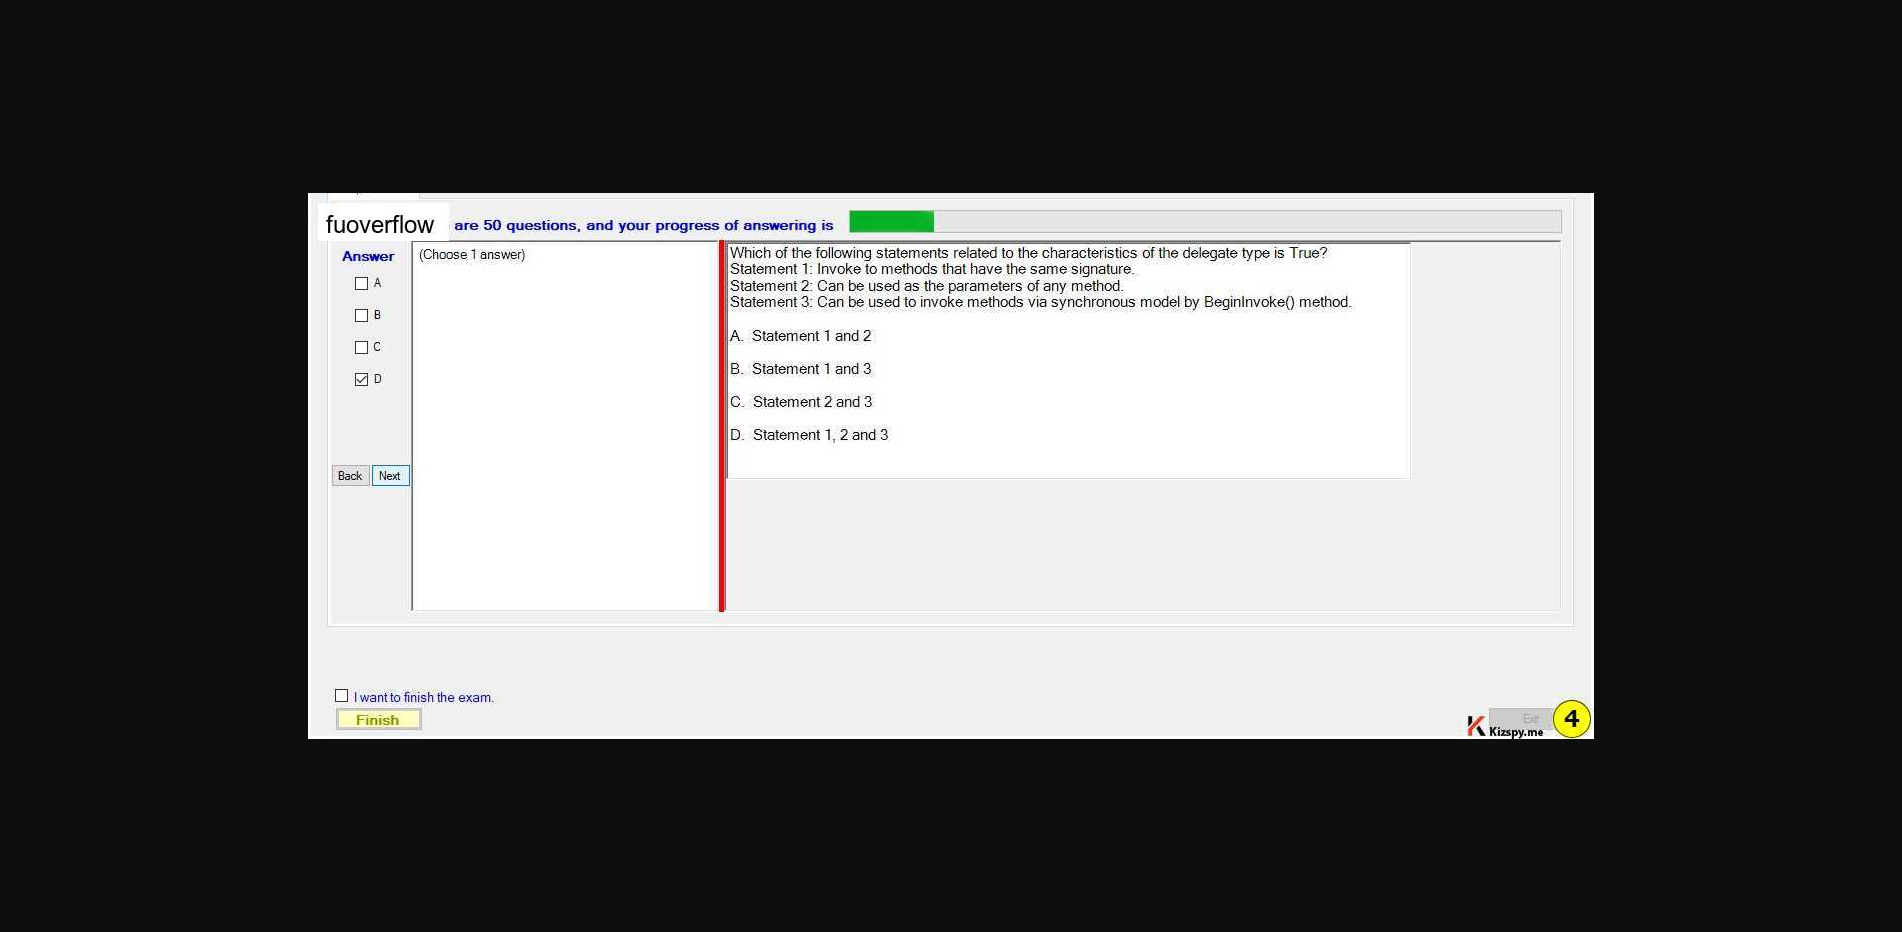 fuoverflow are 50 questions, and your progress of answering is
Answer
A
B
C
D
Back Next
(Choose 1 answer)
Which of the following statements related to the characteristics of the delegate type is True?
Statement 1: Invoke to methods that have the same signature.
Statement 2: Can be used as the parameters of any method.
Statement 3: Can be used to invoke methods via synchronous model by BeginInvoke() method.
A. Statement 1 and 2
B. Statement 1 and 3
C. Statement 2 and 3
D. Statement 1, 2 and 3
I want to finish the exam.
Finish
Exit
Kizspy.me
4